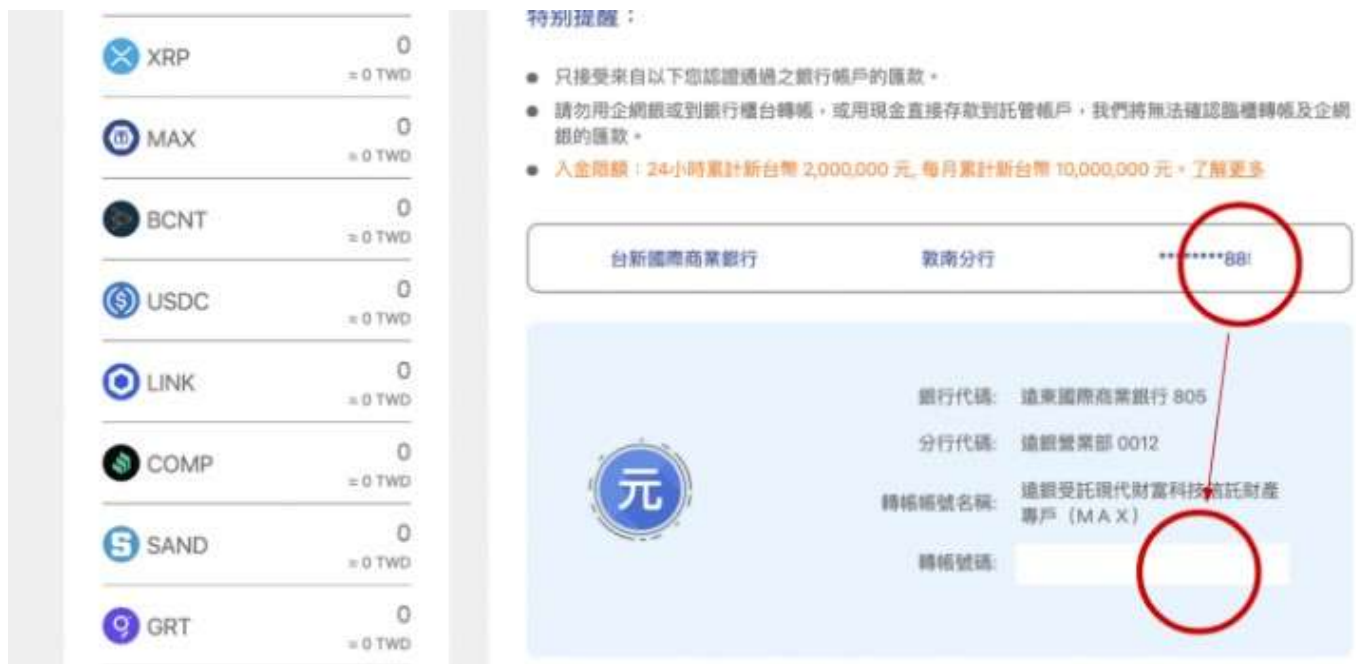 特別提醒：
XRP
0
≈ 0 TWD
MAX
0
≈ 0 TWD
BCNT
0
≈ 0 TWD
USDC
0
≈ 0 TWD
LINK
0
≈ 0 TWD
COMP
0
≈ 0 TWD
SAND
0
≈ 0 TWD
GRT
0
≈ 0 TWD
只接受來自以下您認證通過之銀行帳戶的匯款。
請勿用企網銀或到銀行櫃台轉帳，或用現金直接存款到託管帳戶，我們將無法確認臨櫃轉帳及企網
銀的匯款。
入金限額：24小時累計新台幣 2,000,000 元, 每月累計新台幣 10,000,000 元。了解更多
台新國際商業銀行
敦南分行
********88
元
銀行代碼: 遠東國際商業銀行 805
分行代碼: 遠銀營業部 0012
轉帳帳號名稱: 遠銀受託現代財富科技信託財產
專戶（MAX）
轉帳號碼: